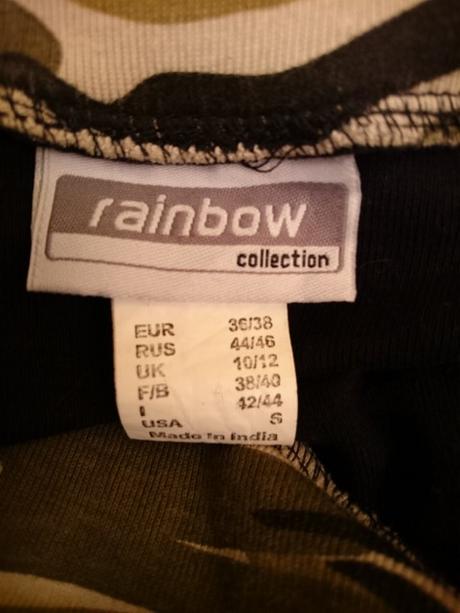 rainbow
collection
EUR 36/38
RUS 44/46
UK 10/12
F/B 38/40
I 42/44
USA S
Made in India